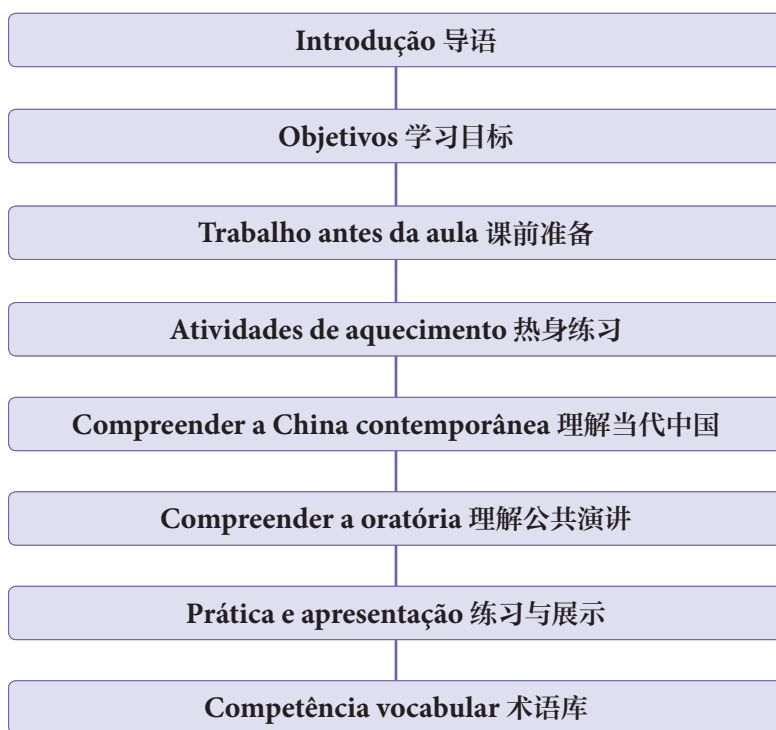 Introdução 导语
Objetivos 学习目标
Trabalho antes da aula 课前准备
Atividades de aquecimento 热身练习
Compreender a China contemporânea 理解当代中国
Compreender a oratória 理解公共演讲
Prática e apresentação 练习与展示
Competência vocabular 术语库